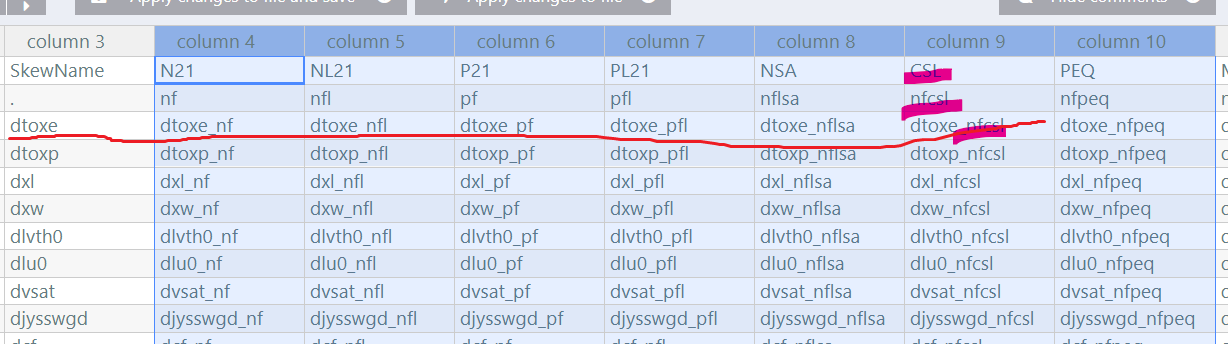 Apply changes to file and save Apply changes to file Hide comments
column 3 column 4 column 5 column 6 column 7 column 8 column 9 column 10
SkewName N21 NL21 P21 PL21 NSA CSL PEQ
. nf nfl pf pfl nflsa nfcsl nfpeq
dtoxe dtoxe_nf dtoxe_nfl dtoxe_pf dtoxe_pfl dtoxe_nflsa dtoxe_nfcsl dtoxe_nfpeq
dtoxp dtoxp_nf dtoxp_nfl dtoxp_pf dtoxp_pfl dtoxp_nflsa dtoxp_nfcsl dtoxp_nfpeq
dxl dxl_nf dxl_nfl dxl_pf dxl_pfl dxl_nflsa dxl_nfcsl dxl_nfpeq
dxw dxw_nf dxw_nfl dxw_pf dxw_pfl dxw_nflsa dxw_nfcsl dxw_nfpeq
dlvth0 dlvth0_nf dlvth0_nfl dlvth0_pf dlvth0_pfl dlvth0_nflsa dlvth0_nfcsl dlvth0_nfpeq
dlu0 dlu0_nf dlu0_nfl dlu0_pf dlu0_pfl dlu0_nflsa dlu0_nfcsl dlu0_nfpeq
dvsat dvsat_nf dvsat_nfl dvsat_pf dvsat_pfl dvsat_nflsa dvsat_nfcsl dvsat_nfpeq
djysswgd djysswgd_nf djysswgd_nfl djysswgd_pf djysswgd_pfl djysswgd_nflsa djysswgd_nfcsl djysswgd_nfpeq